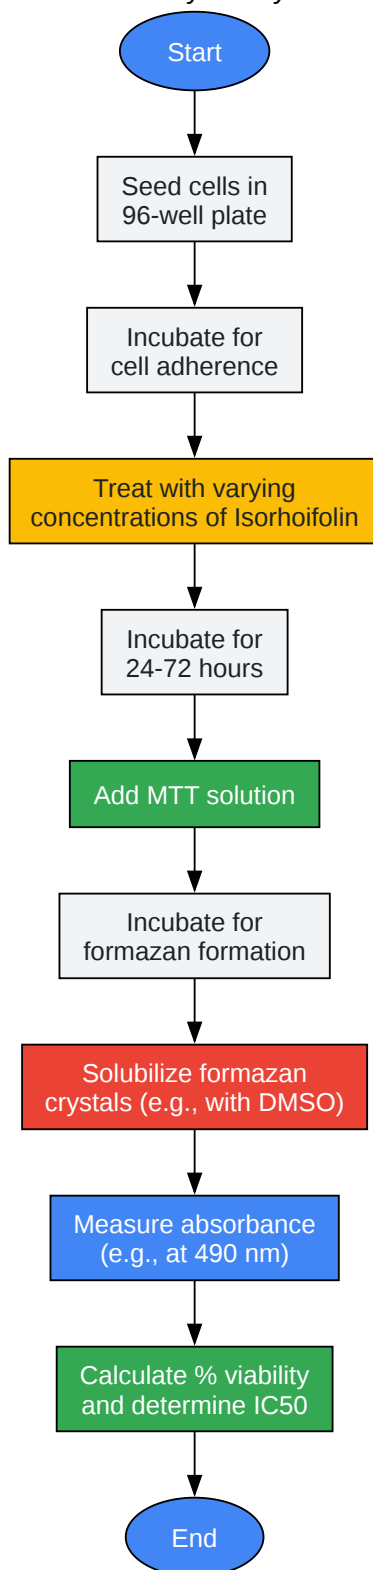 Start
Seed cells in
96-well plate
Incubate for
cell adherence
Treat with varying
concentrations of Isorhoifolin
Incubate for
24-72 hours
Add MTT solution
Incubate for
formazan formation
Solubilize formazan
crystals (e.g., with DMSO)
Measure absorbance
(e.g., at 490 nm)
Calculate % viability
and determine IC50
End